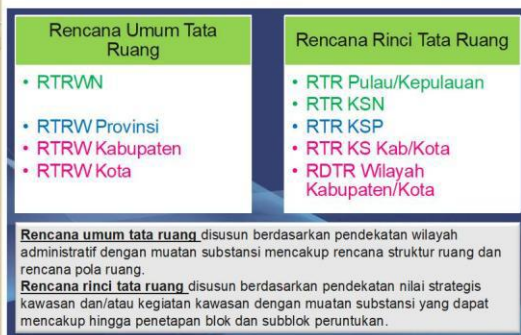 Rencana Umum Tata
Ruang
• RTRWN
• RTRW Provinsi
• RTRW Kabupaten
• RTRW Kota
Rencana Rinci Tata Ruang
• RTR Pulau/Kepulauan
• RTR KSN
• RTR KSP
• RTR KS Kab/Kota
• RDTR Wilayah
Kabupaten/Kota
Rencana umum tata ruang disusun berdasarkan pendekatan wilayah
administratif dengan muatan substansi mencakup rencana struktur ruang dan
rencana pola ruang.
Rencana rinci tata ruang disusun berdasarkan pendekatan nilai strategis
kawasan dan/atau kegiatan kawasan dengan muatan substansi yang dapat
mencakup hingga penetapan blok dan subblok peruntukan.